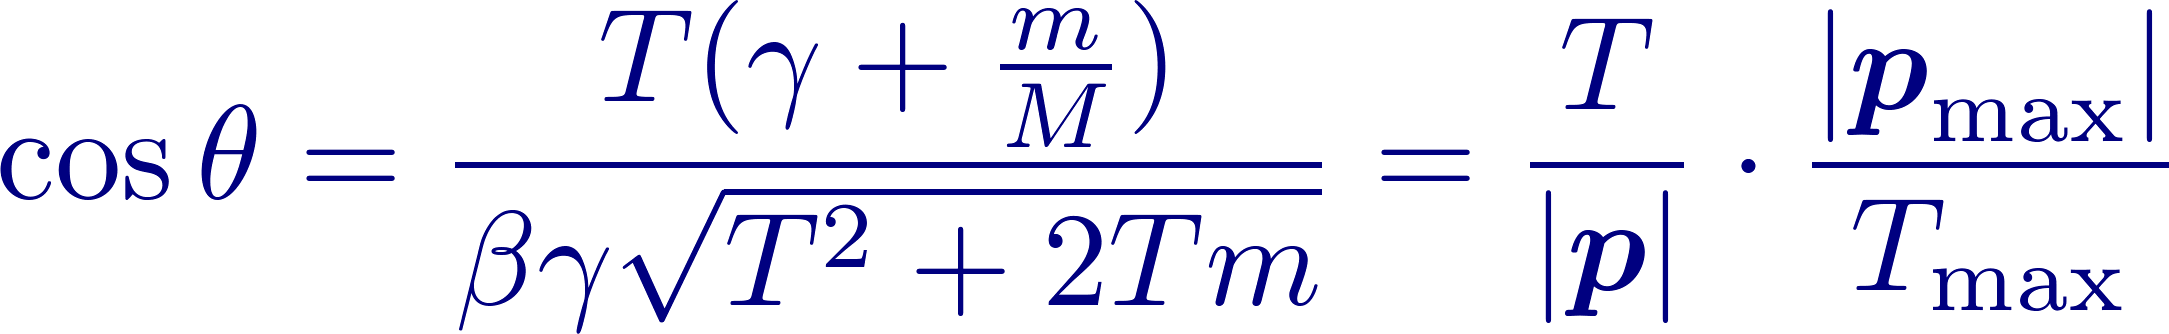 cos θ = T(γ + m/M) / βγ√(T² + 2Tm) = T/|p| · |p_max|/T_max